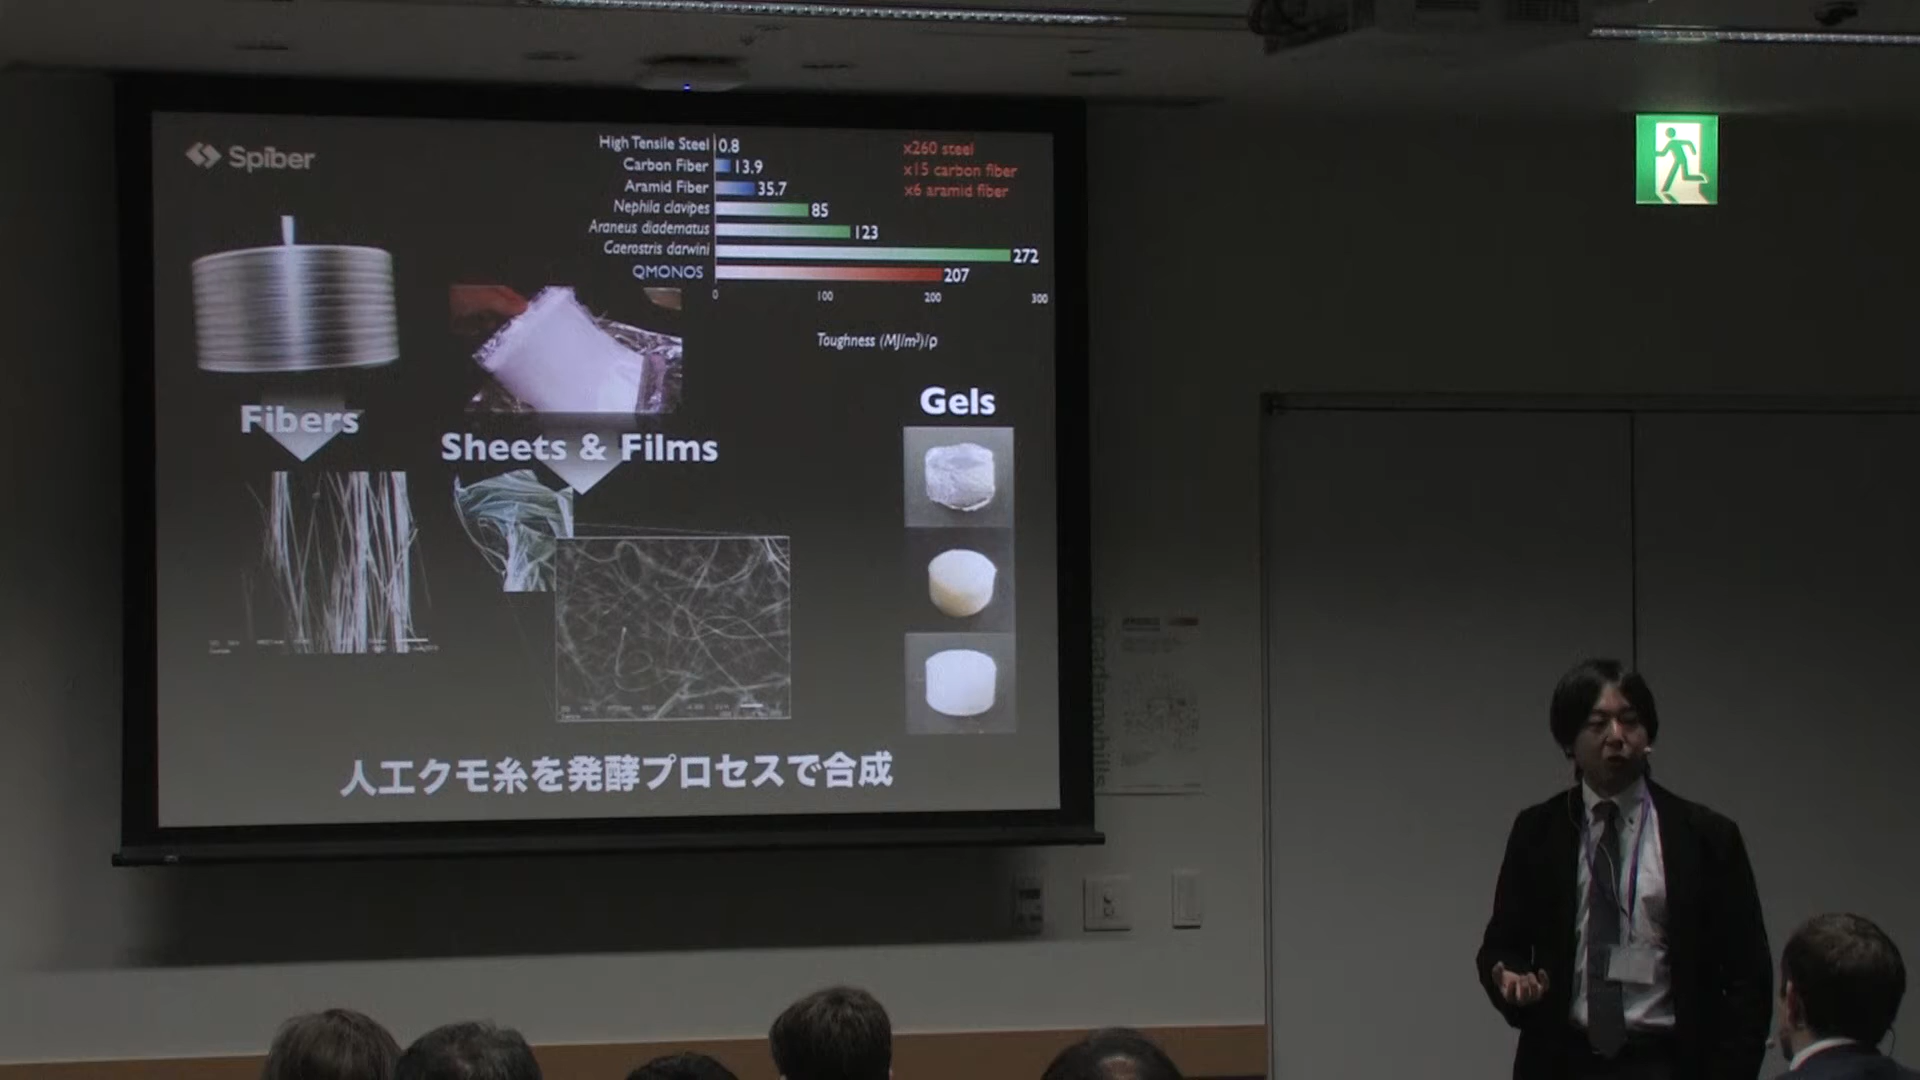 Spiber
High Tensile Steel 0.8
Carbon Fiber 13.9
Aramid Fiber 35.7
Nephila clavipes 85
Araneus diadematus 123
Caerostris darwini 272
QMONOS 207
0 100 200 300
Toughness (MJ/m³)/ρ
x260 steel
x15 carbon fiber
x6 aramid fiber
Fibers
Sheets & Films
Gels
人工クモ糸を発酵プロセスで合成
academyhills